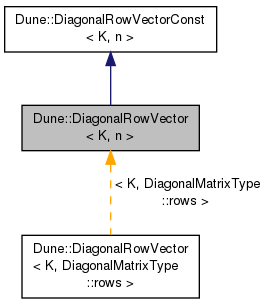 Dune::DiagonalRowVectorConst
< K, n >
Dune::DiagonalRowVector
< K, n >
< K, DiagonalMatrixType
::rows >
Dune::DiagonalRowVector
< K, DiagonalMatrixType
::rows >